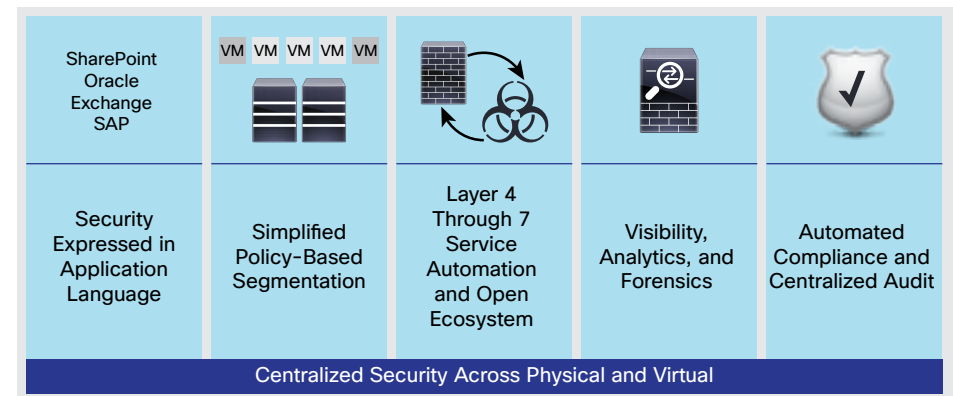 SharePoint
Oracle
Exchange
SAP
VM VM VM VM VM
Security
Expressed in
Application
Language
Simplified
Policy-Based
Segmentation
Layer 4
Through 7
Service
Automation
and Open
Ecosystem
Visibility,
Analytics, and
Forensics
Automated
Compliance and
Centralized Audit
Centralized Security Across Physical and Virtual